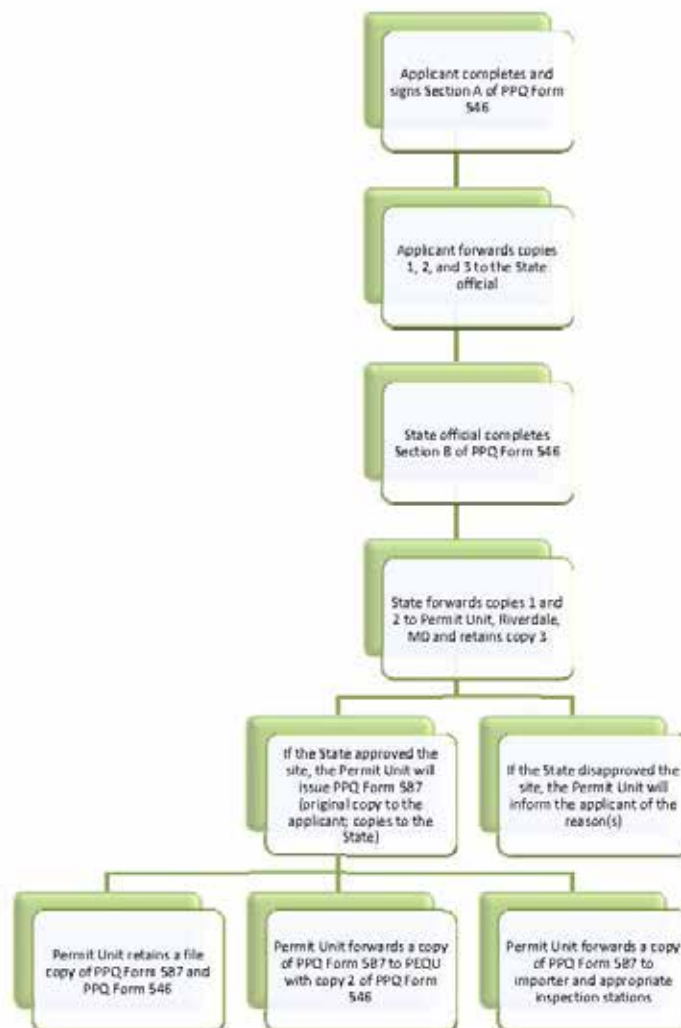 Applicant completes and
signs Section A of PPQ Form
546
Applicant forwards copies
1, 2, and 3 to the State
official
State official completes
Section B of PPQ Form 546
State forwards copies 1 and
2 to Permit Unit, Riverdale,
MD and retains copy 3
If the State approved the
site, the Permit Unit will
issue PPQ Form 587
(original copy to the
applicant; copies to the
State)
If the State disapproved the
site, the Permit Unit will
inform the applicant of the
reason(s)
Permit Unit retains a file
copy of PPQ Form 587 and
PPQ Form 546
Permit Unit forwards a copy
of PPQ Form 587 to PEQU
with copy 2 of PPQ Form
546
Permit Unit forwards a copy
of PPQ Form 587 to
importer and appropriate
inspection stations